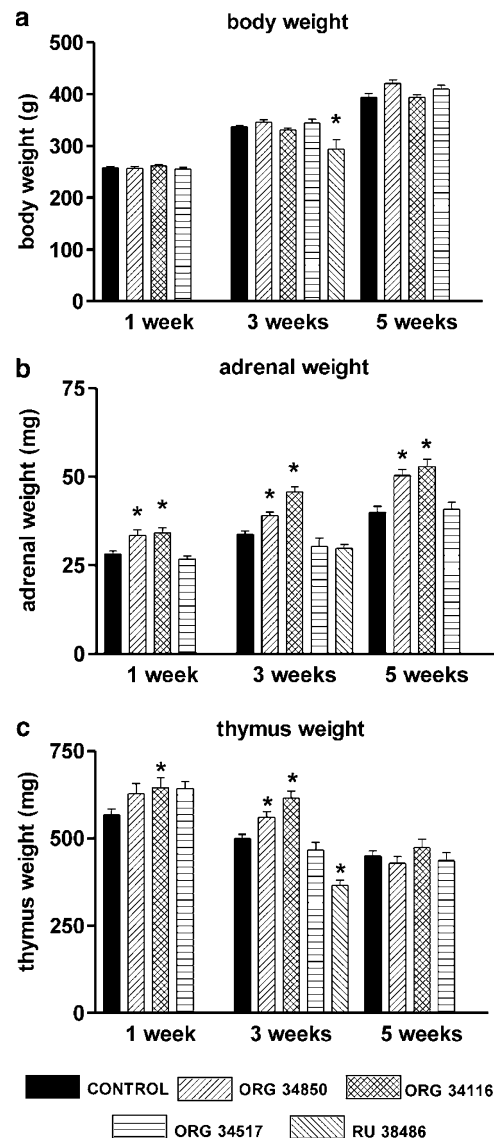 a
body weight
body weight (g)
500
400
300
200
100
0
*
1 week 3 weeks 5 weeks
b
adrenal weight
adrenal weight (mg)
75
50
25
0
* *
* *
* *
1 week 3 weeks 5 weeks
c
thymus weight
thymus weight (mg)
750
500
250
0
*
* * *
1 week 3 weeks 5 weeks
CONTROL ORG 34850 ORG 34116
ORG 34517 RU 38486